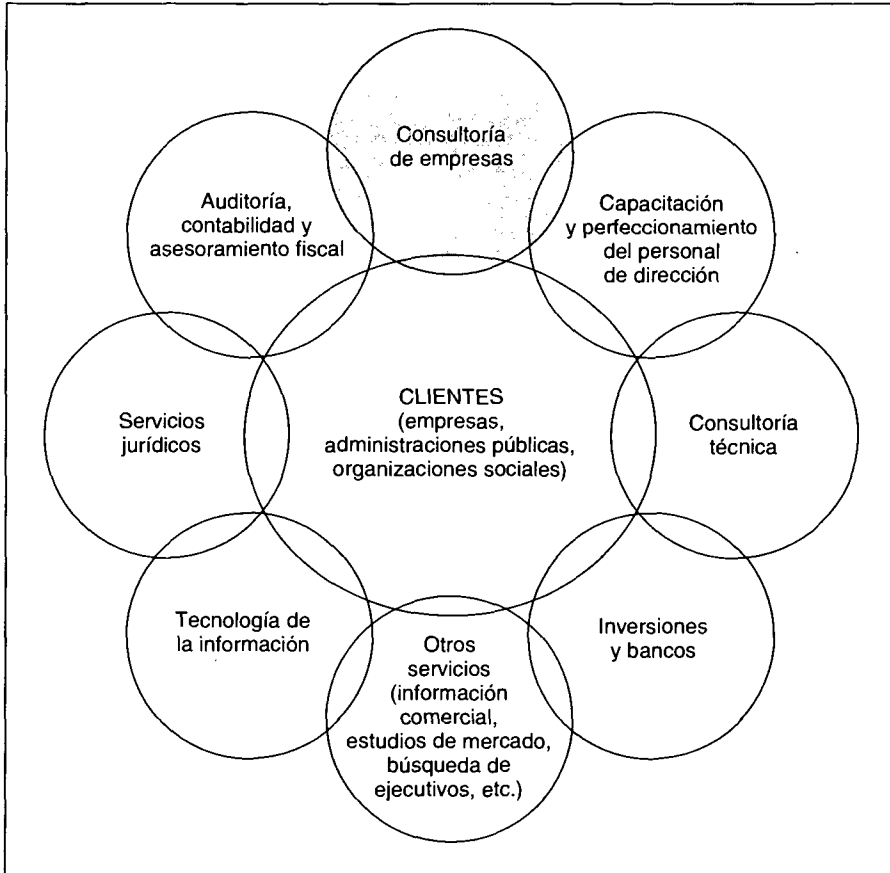 Consultoría
de empresas
Capacitación
y perfeccionamiento
del personal
de dirección
Consultoría
técnica
Inversiones
y bancos
Otros
servicios
(información
comercial,
estudios de mercado,
búsqueda de
ejecutivos, etc.)
Tecnología de
la información
Servicios
jurídicos
Auditoría,
contabilidad y
asesoramiento fiscal
CLIENTES
(empresas,
administraciones públicas,
organizaciones sociales)